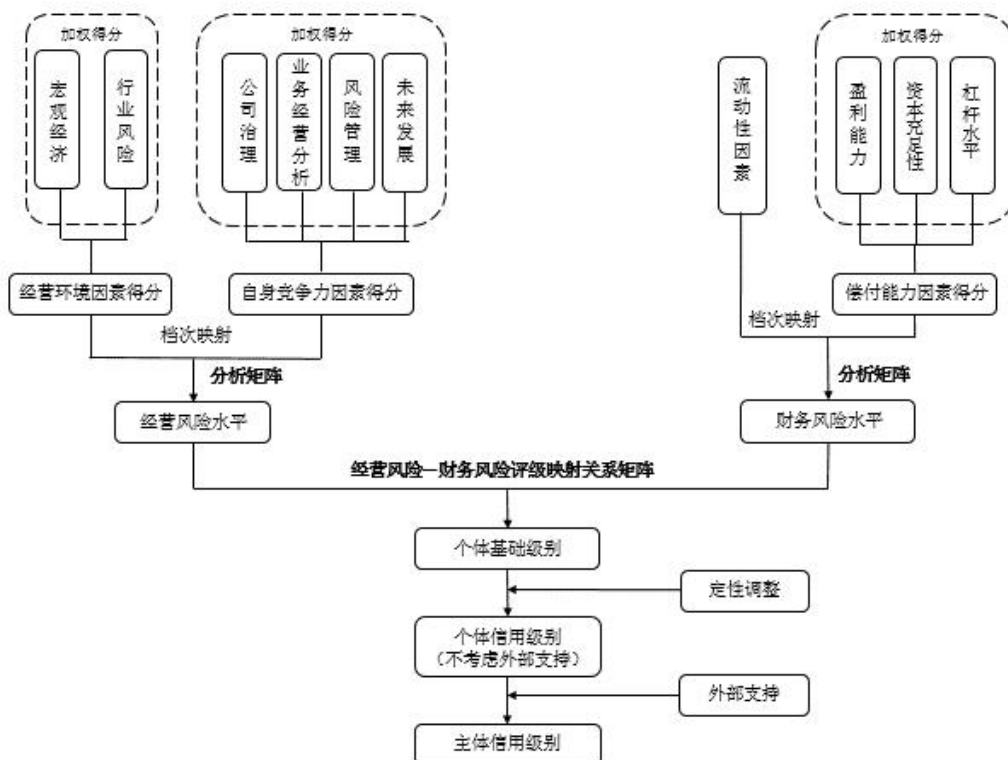 加权得分
加权得分
加权得分
宏观经济
行业风险
公司治理
业务经营分析
风险管理
未来发展
流动性因素
盈利能力
资本充足性
杠杆水平
经营环境因素得分
自身竞争力因素得分
偿付能力因素得分
档次映射
档次映射
分析矩阵
分析矩阵
经营风险水平
财务风险水平
经营风险—财务风险评级映射关系矩阵
个体基础级别
定性调整
个体信用级别
（不考虑外部支持）
外部支持
主体信用级别